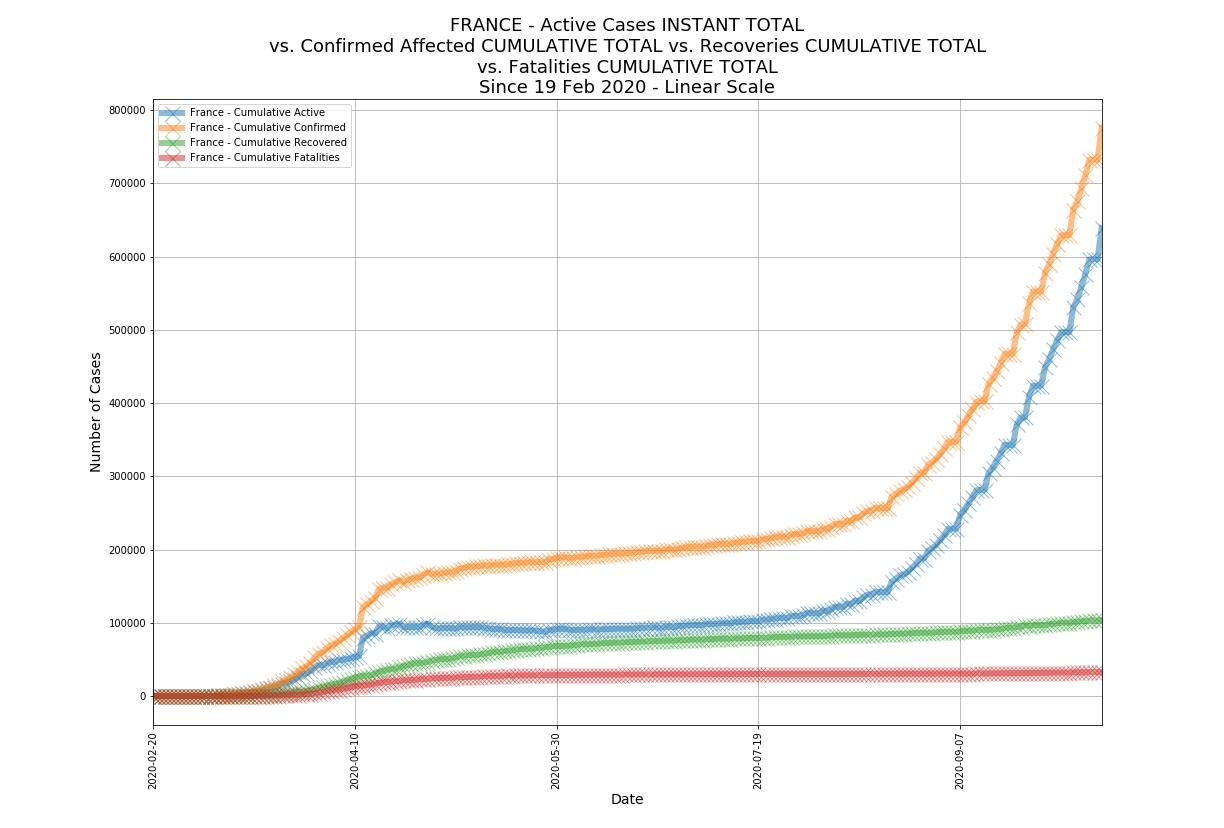 FRANCE - Active Cases INSTANT TOTAL
vs. Confirmed Affected CUMULATIVE TOTAL vs. Recoveries CUMULATIVE TOTAL
vs. Fatalities CUMULATIVE TOTAL
Since 19 Feb 2020 - Linear Scale
France - Cumulative Active
France - Cumulative Confirmed
France - Cumulative Recovered
France - Cumulative Fatalities
Number of Cases
800000
700000
600000
500000
400000
300000
200000
100000
0
2020-02-20
2020-04-10
2020-05-30
2020-07-19
2020-09-07
Date